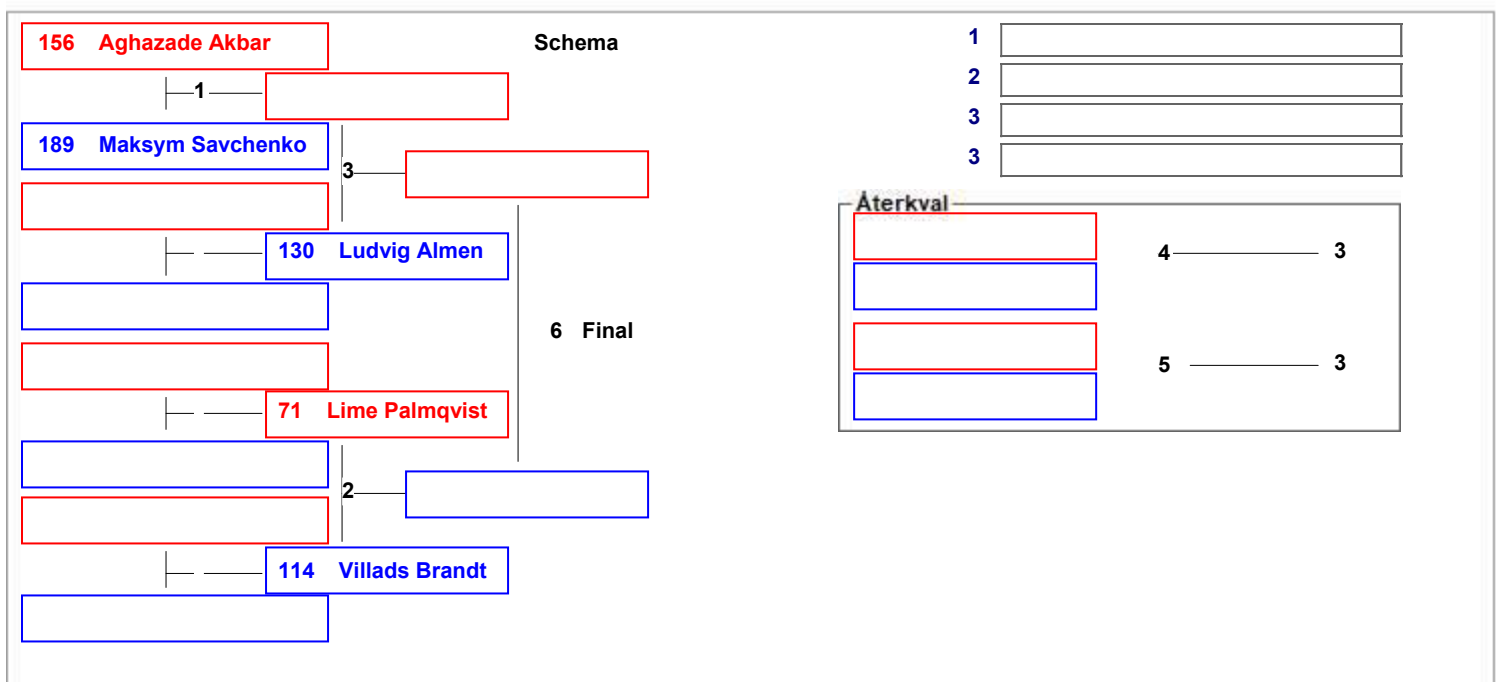 156 Aghazade Akbar
Schema
1
1
2
189 Maksym Savchenko
3
3
3
Återkval
130 Ludvig Almen
4 3
6 Final
5 3
71 Lime Palmqvist
2
114 Villads Brandt